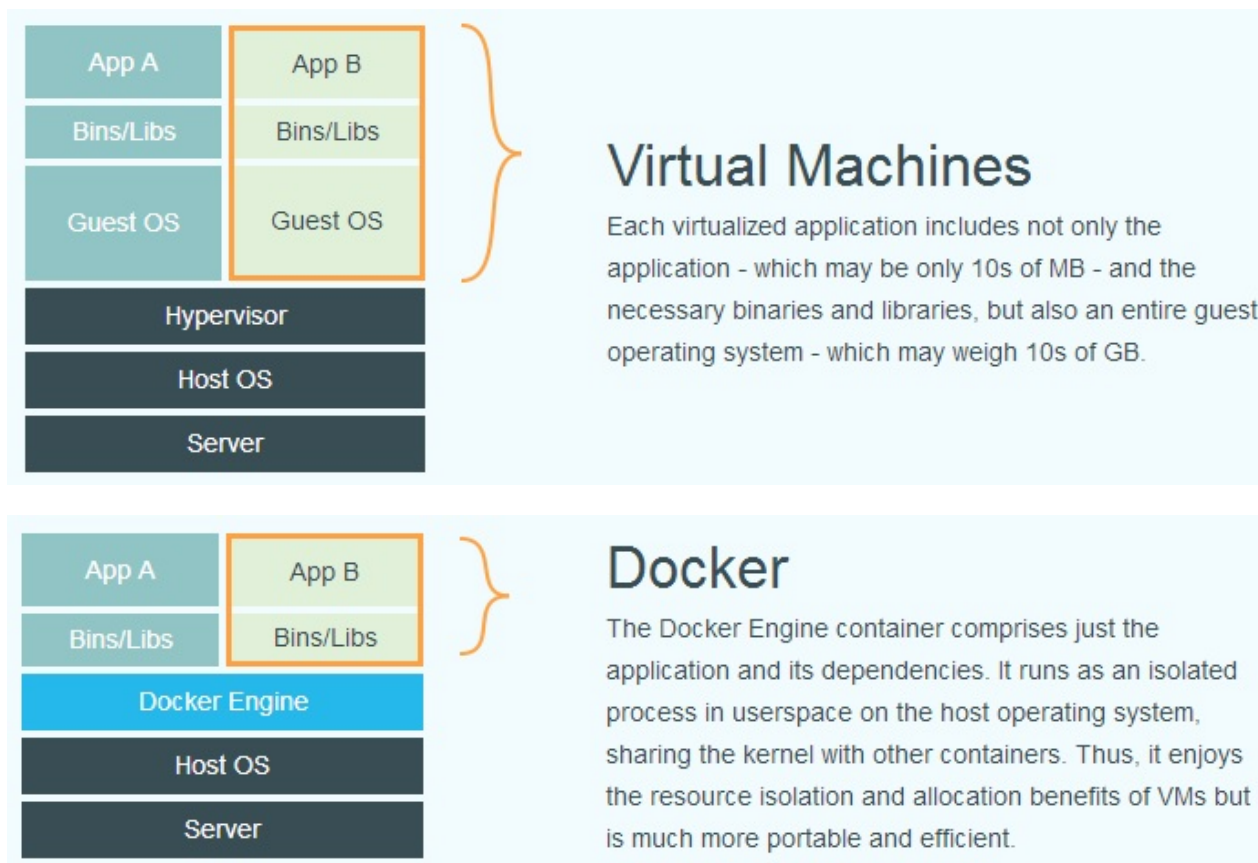 App A
App B
Bins/Libs
Bins/Libs
Guest OS
Guest OS
Hypervisor
Host OS
Server
Virtual Machines
Each virtualized application includes not only the
application - which may be only 10s of MB - and the
necessary binaries and libraries, but also an entire guest
operating system - which may weigh 10s of GB.
App A
App B
Bins/Libs
Bins/Libs
Docker Engine
Host OS
Server
Docker
The Docker Engine container comprises just the
application and its dependencies. It runs as an isolated
process in userspace on the host operating system,
sharing the kernel with other containers. Thus, it enjoys
the resource isolation and allocation benefits of VMs but
is much more portable and efficient.